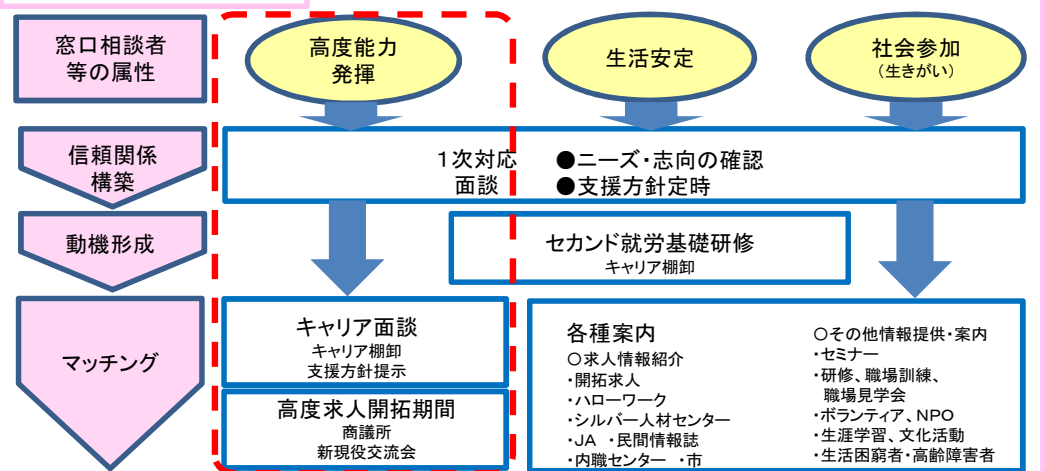 窓口相談者
等の属性
高度能力
発揮
生活安定
社会参加
(生きがい)
信頼関係
構築
1次対応
面談
●ニーズ・志向の確認
●支援方針定時
動機形成
セカンド就労基礎研修
キャリア棚卸
マッチング
キャリア面談
キャリア棚卸
支援方針提示
高度求人開拓期間
商議所
新現役交流会
各種案内
○求人情報紹介
・開拓求人
・ハローワーク
・シルバー人材センター
・JA ・民間情報誌
・内職センター ・市
○その他情報提供・案内
・セミナー
・研修、職場訓練、
職場見学会
・ボランティア、NPO
・生涯学習、文化活動
・生活困窮者・高齢障害者